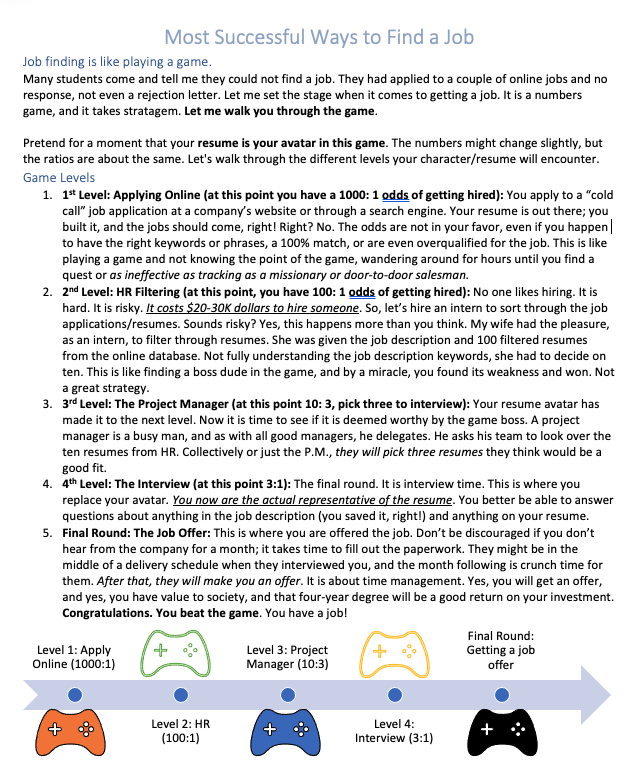 Most Successful Ways to Find a Job
Job finding is like playing a game.
Many students come and tell me they could not find a job. They had applied to a couple of online jobs and no
response, not even a rejection letter. Let me set the stage when it comes to getting a job. It is a numbers
game, and it takes stratagem. Let me walk you through the game.
Pretend for a moment that your resume is your avatar in this game. The numbers might change slightly, but
the ratios are about the same. Let's walk through the different levels your character/resume will encounter.
Game Levels
1. 1st Level: Applying Online (at this point you have a 1000: 1 odds of getting hired): You apply to a “cold
call” job application at a company’s website or through a search engine. Your resume is out there; you
built it, and the jobs should come, right! Right? No. The odds are not in your favor, even if you happen
to have the right keywords or phrases, a 100% match, or are even overqualified for the job. This is like
playing a game and not knowing the point of the game, wandering around for hours until you find a
quest or as ineffective as tracking as a missionary or door-to-door salesman.
2. 2nd Level: HR Filtering (at this point, you have 100: 1 odds of getting hired): No one likes hiring. It is
hard. It is risky. It costs $20-30K dollars to hire someone. So, let’s hire an intern to sort through the job
applications/resumes. Sounds risky? Yes, this happens more than you think. My wife had the pleasure,
as an intern, to filter through resumes. She was given the job description and 100 filtered resumes
from the online database. Not fully understanding the job description keywords, she had to decide on
ten. This is like finding a boss dude in the game, and by a miracle, you found its weakness and won. Not
a great strategy.
3. 3rd Level: The Project Manager (at this point 10: 3, pick three to interview): Your resume avatar has
made it to the next level. Now it is time to see if it is deemed worthy by the game boss. A project
manager is a busy man, and as with all good managers, he delegates. He asks his team to look over the
ten resumes from HR. Collectively or just the P.M., they will pick three resumes they think would be a
good fit.
4. 4th Level: The Interview (at this point 3:1): The final round. It is interview time. This is where you
replace your avatar. You now are the actual representative of the resume. You better be able to answer
questions about anything in the job description (you saved it, right!) and anything on your resume.
5. Final Round: The Job Offer: This is where you are offered the job. Don’t be discouraged if you don’t
hear from the company for a month; it takes time to fill out the paperwork. They might be in the
middle of a delivery schedule when they interviewed you, and the month following is crunch time for
them. After that, they will make you an offer. It is about time management. Yes, you will get an offer,
and yes, you have value to society, and that four-year degree will be a good return on your investment.
Congratulations. You beat the game. You have a job!
Level 1: Apply
Online (1000:1)
Level 2: HR
(100:1)
Level 3: Project
Manager (10:3)
Level 4:
Interview (3:1)
Final Round:
Getting a job
offer